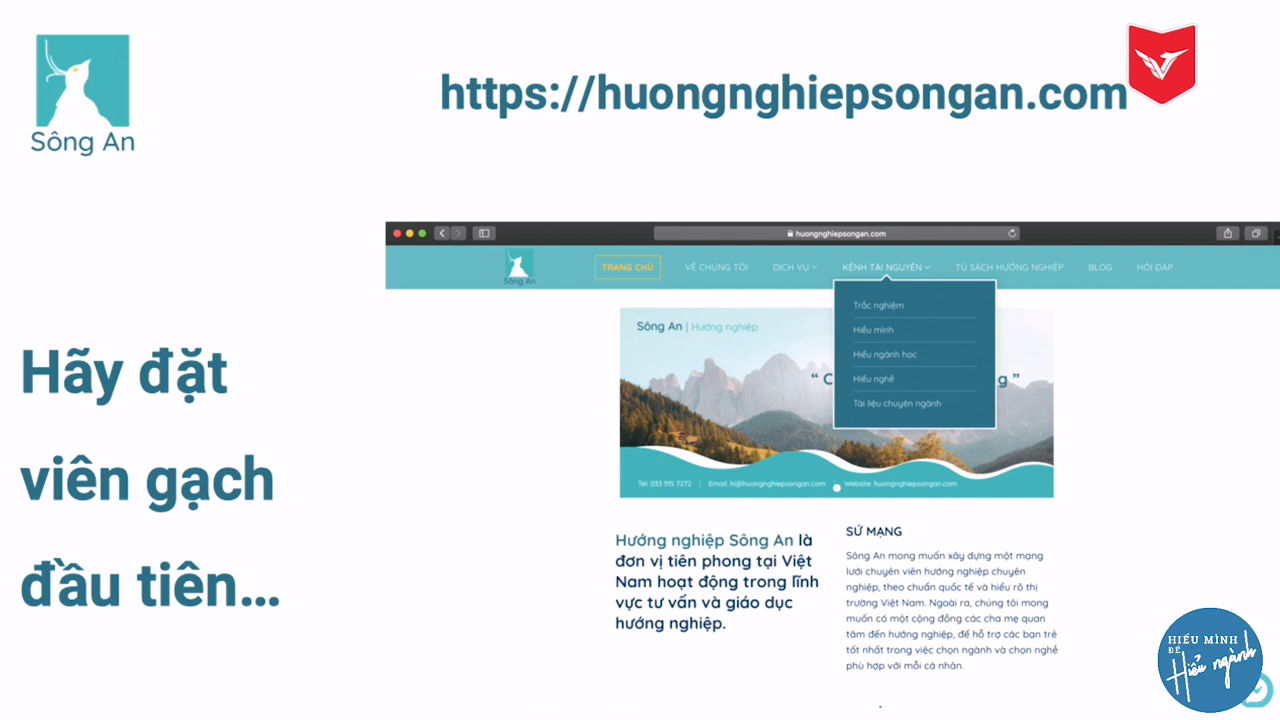 Sông An
https://huongnghiepsongan.com
Hãy đặt
viên gạch
đầu tiên...
huongnghiepsongan.com
Sông An
TRANG CHỦ
VỀ CHÚNG TÔI
DỊCH VỤ
KÊNH TÀI NGUYÊN
TỦ SÁCH HƯỚNG NGHIỆP
BLOG
HỎI ĐÁP
Trắc nghiệm
Hiểu mình
Hiểu ngành học
Hiểu nghề
Tài liệu chuyên ngành
Sông An | Hướng nghiệp
“ C
g ”
Tel: 033 515 7272 | Email: hi@huongnghiepsongan.com
Website: huongnghiepsongan.com
Hướng nghiệp Sông An là
đơn vị tiên phong tại Việt
Nam hoạt động trong lĩnh
vực tư vấn và giáo dục
hướng nghiệp.
SỨ MẠNG
Sông An mong muốn xây dựng một mạng
lưới chuyên viên hướng nghiệp chuyên
nghiệp, theo chuẩn quốc tế và hiểu rõ thị
trường Việt Nam. Ngoài ra, chúng tôi mong
muốn có một cộng đồng các cha mẹ quan
tâm đến hướng nghiệp, để hỗ trợ các bạn trẻ
tốt nhất trong việc chọn ngành và chọn nghề
phù hợp với mỗi cá nhân.
HIỂU MÌNH
ĐỂ
Hiểu ngành